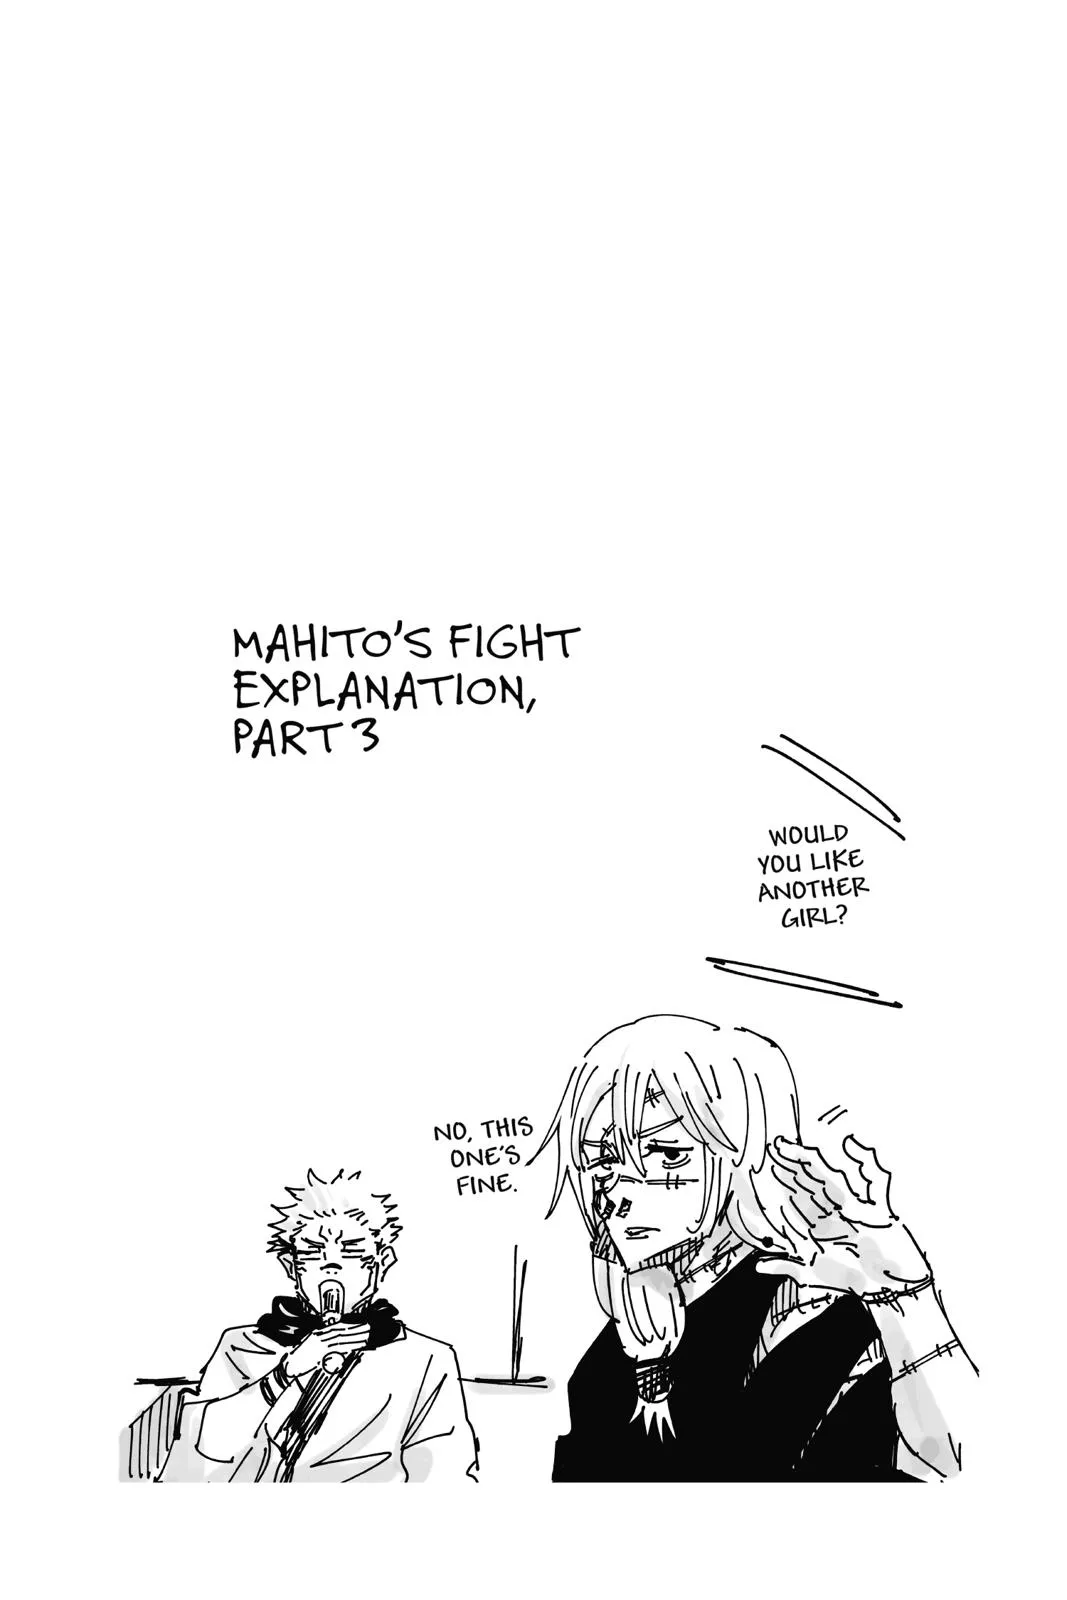 MAHITO'S FIGHT
EXPLANATION,
PART 3
WOULD
YOU LIKE
ANOTHER
GIRL?
NO, THIS
ONE'S
FINE.